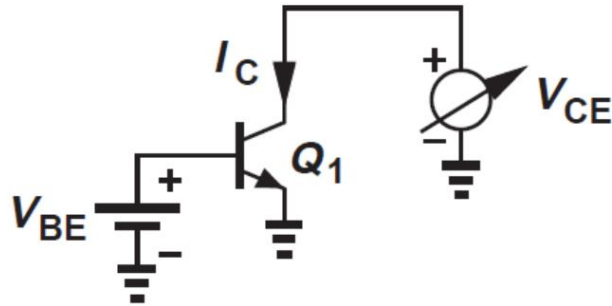 I_C
+
V_CE
-
Q_1
+
V_BE
-